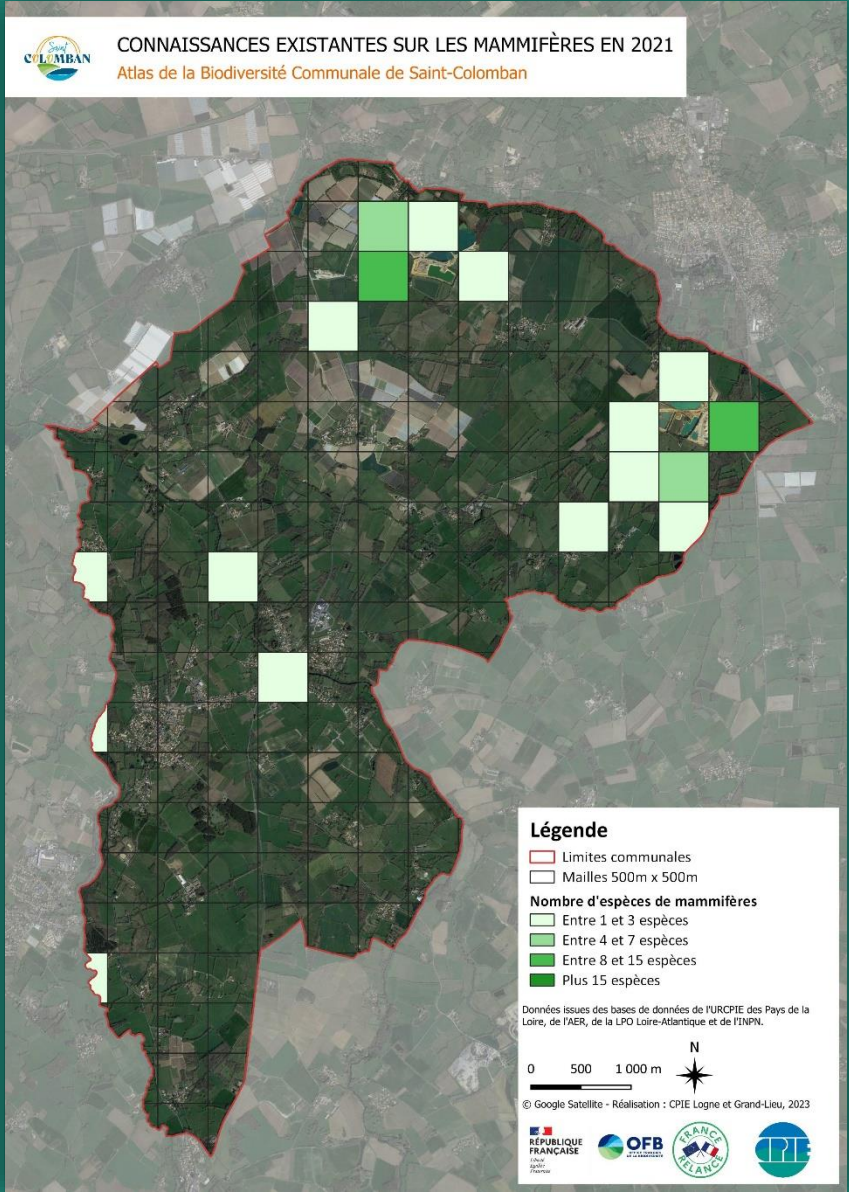 Saint
COLOMBAN
CONNAISSANCES EXISTANTES SUR LES MAMMIFÈRES EN 2021
Atlas de la Biodiversité Communale de Saint-Colomban
Légende
Limites communales
Mailles 500m x 500m
Nombre d'espèces de mammifères
Entre 1 et 3 espèces
Entre 4 et 7 espèces
Entre 8 et 15 espèces
Plus 15 espèces
Données issues des bases de données de l'URCPIE des Pays de la
Loire, de l'AER, de la LPO Loire-Atlantique et de l'INPN.
N
0 500 1 000 m
© Google Satellite - Réalisation : CPIE Logne et Grand-Lieu, 2023
RÉPUBLIQUE
FRANÇAISE
Liberté
Égalité
Fraternité
OFB
FRANCE
RELANCE
CPIE